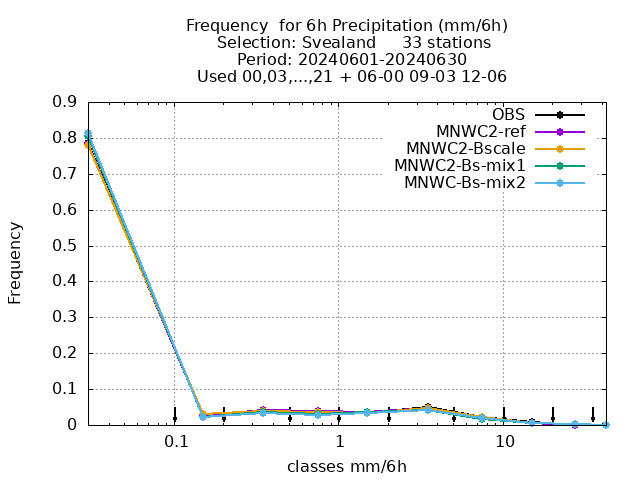 Frequency  for 6h Precipitation (mm/6h)
Selection: Svealand     33 stations
Period: 20240601-20240630
Used 00,03,...,21 + 06-00 09-03 12-06
0.9
0.8
0.7
0.6
0.5
0.4
0.3
0.2
0.1
0
Frequency
OBS
MNWC2-ref
MNWC2-Bscale
MNWC2-Bs-mix1
MNWC-Bs-mix2
0.1 1 10
classes mm/6h